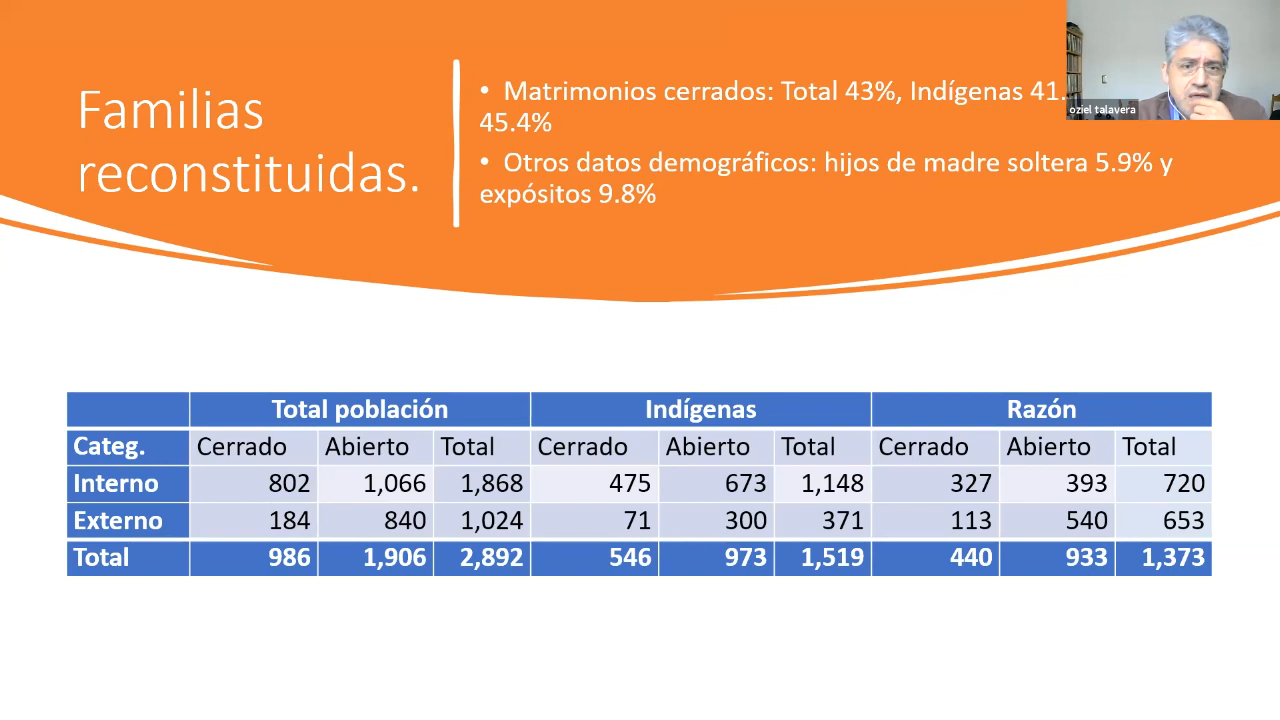 Familias
reconstituidas.
• Matrimonios cerrados: Total 43%, Indígenas 41.
45.4%
• Otros datos demográficos: hijos de madre soltera 5.9% y
expósitos 9.8%
oziel talavera
Total población Indígenas Razón
Categ. Cerrado Abierto Total Cerrado Abierto Total Cerrado Abierto Total
Interno 802 1,066 1,868 475 673 1,148 327 393 720
Externo 184 840 1,024 71 300 371 113 540 653
Total 986 1,906 2,892 546 973 1,519 440 933 1,373